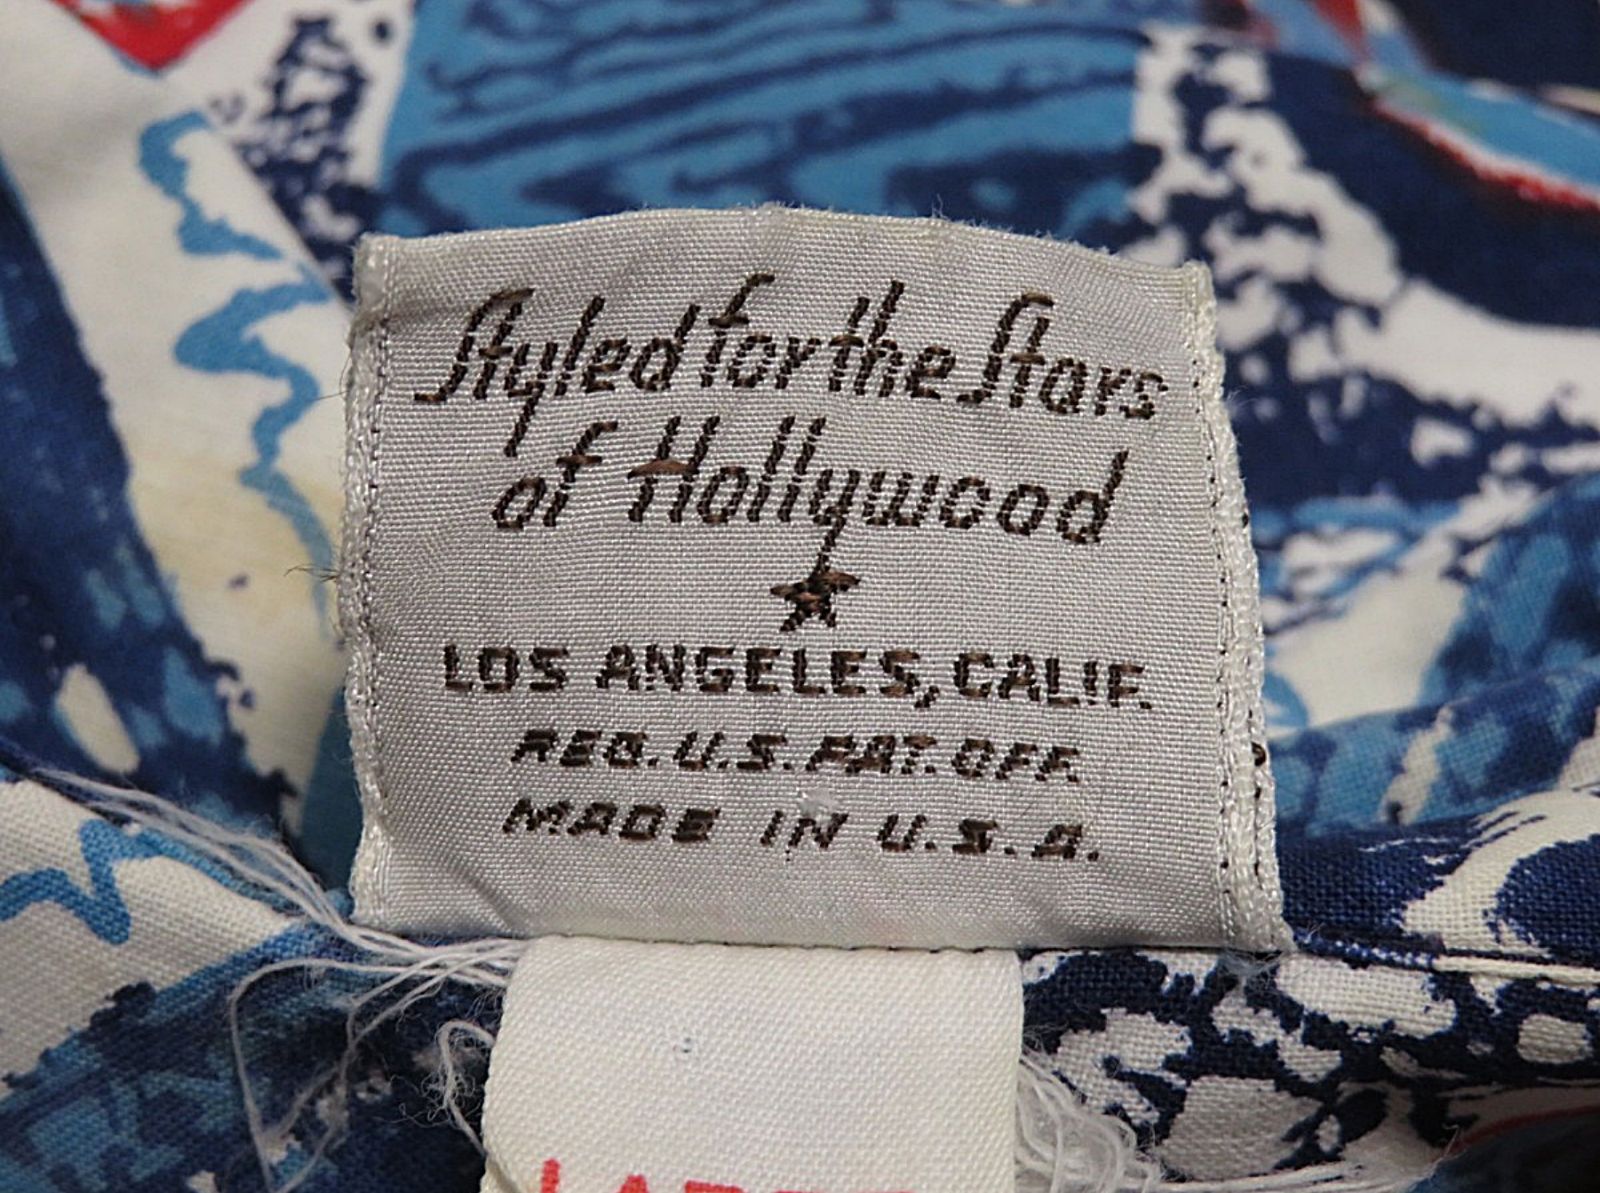 Styled for the Stars
of Hollywood
LOS ANGELES, CALIF.
REG. U.S. PAT. OFF.
MADE IN U.S.A.